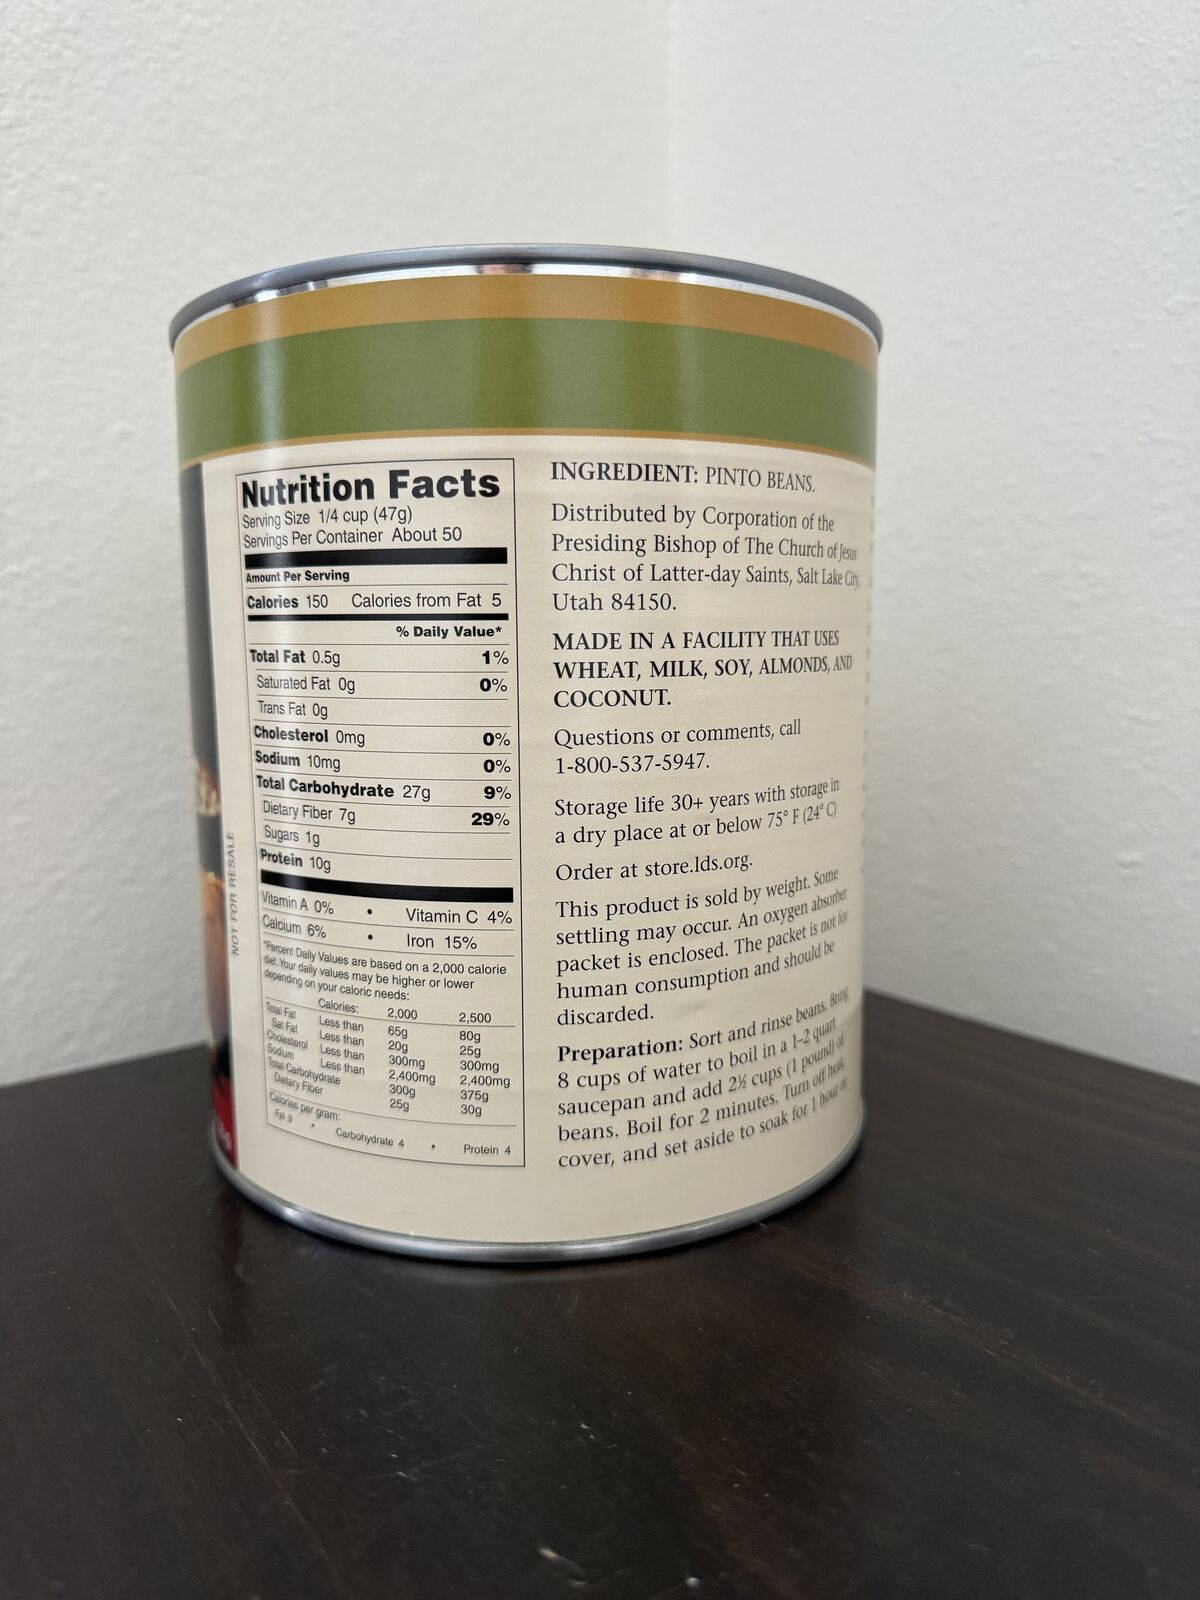 Nutrition Facts
Serving Size 1/4 cup (47g)
Servings Per Container About 50
Amount Per Serving
Calories 150 Calories from Fat 5
% Daily Value*
Total Fat 0.5g 1%
Saturated Fat 0g 0%
Trans Fat 0g
Cholesterol 0mg 0%
Sodium 10mg 0%
Total Carbohydrate 27g 9%
Dietary Fiber 7g 29%
Sugars 1g
Protein 10g
Vitamin A 0% • Vitamin C 4%
Calcium 6% • Iron 15%
*Percent Daily Values are based on a 2,000 calorie
diet. Your daily values may be higher or lower
depending on your caloric needs:
Calories: 2,000 2,500
Total Fat Less than 65g 80g
Sat Fat Less than 20g 25g
Cholesterol Less than 300mg 300mg
Sodium Less than 2,400mg 2,400mg
Total Carbohydrate 300g 375g
Dietary Fiber 25g 30g
Calories per gram:
Fat 9 • Carbohydrate 4 • Protein 4
NOT FOR RESALE
INGREDIENT: PINTO BEANS.
Distributed by Corporation of the
Presiding Bishop of The Church of Jesus
Christ of Latter-day Saints, Salt Lake City,
Utah 84150.
MADE IN A FACILITY THAT USES
WHEAT, MILK, SOY, ALMONDS, AND
COCONUT.
Questions or comments, call
1-800-537-5947.
Storage life 30+ years with storage in
a dry place at or below 75° F (24° C)
Order at store.lds.org.
This product is sold by weight. Some
settling may occur. An oxygen absorber
packet is enclosed. The packet is not for
human consumption and should be
discarded.
Preparation: Sort and rinse beans. Bring
8 cups of water to boil in a 1–2 quart
saucepan and add 2½ cups (1 pound) of
beans. Boil for 2 minutes. Turn off heat,
cover, and set aside to soak for 1 hour or